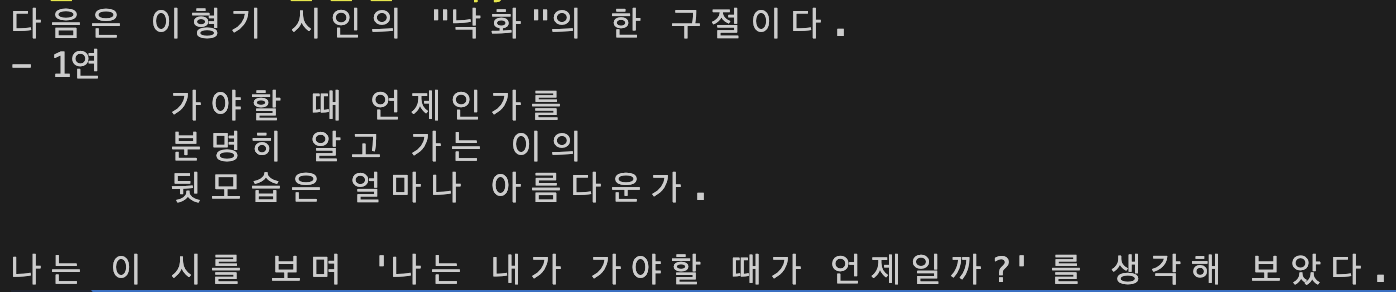 다음은 이형기 시인의 "낙화"의 한 구절이다.
- 1연
가야할 때 언제인가를
분명히 알고 가는 이의
뒷모습은 얼마나 아름다운가.
나는 이 시를 보며 '나는 내가 가야할 때가 언제일까?' 를 생각해 보았다.